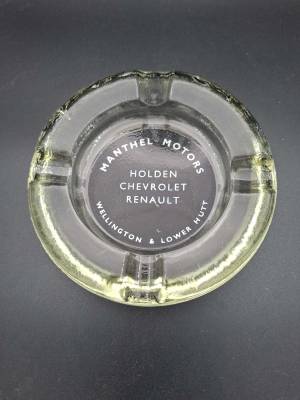 MANTHEL MOTORS
HOLDEN
CHEVROLET
RENAULT
WELLINGTON & LOWER HUTT